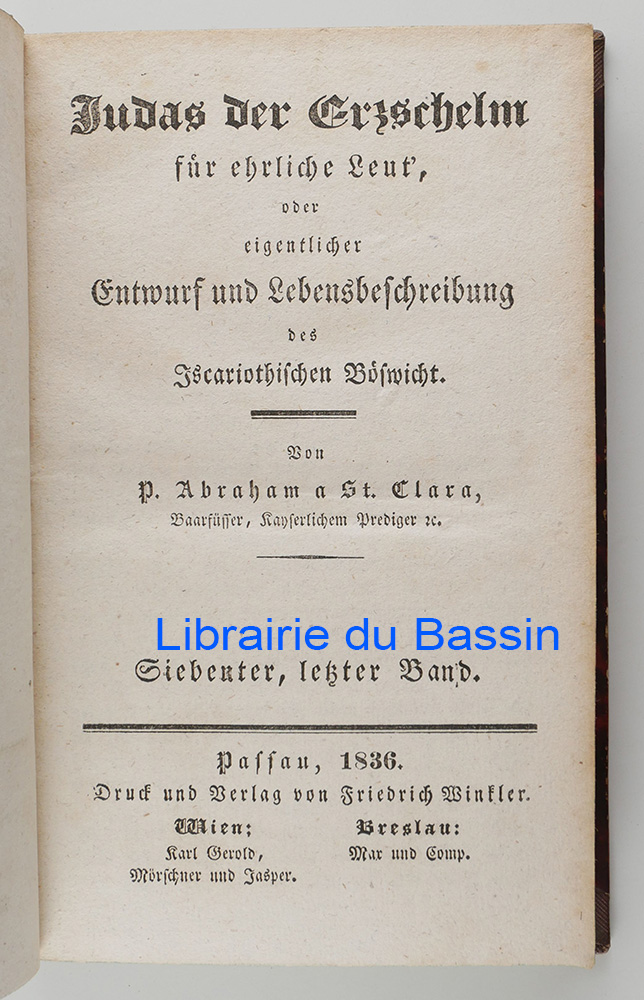 Judas der Erzschelm
für ehrliche Leut',
oder
eigentlicher
Entwurf und Lebensbeschreibung
des
Iscariothischen Böswicht.
Von
P. Abraham a St. Clara,
Baarfüsser, Kayserlichem Prediger ꝛc.
Librairie du Bassin
Siebenter, letzter Band.
Passau, 1836.
Druck und Verlag von Friedrich Winkler.
Wien; Breslau:
Karl Gerold, Max und Comp.
Mörschner und Jasper.